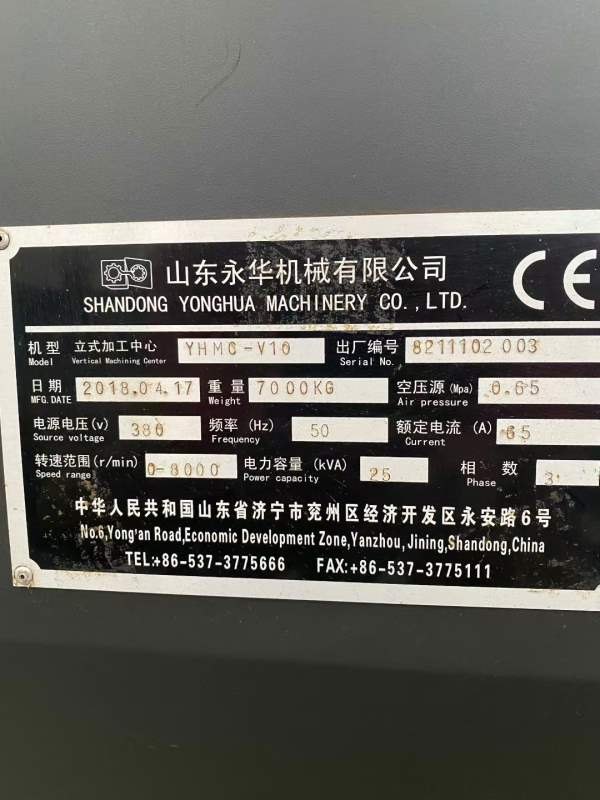 山东永华机械有限公司
SHANDONG YONGHUA MACHINERY CO.,LTD.
CE
机型 立式加工中心 YHMC-V10 出厂编号 8211102 003
Model Vertical Machining Center Serial No.
日期 2018.04.17 重量 7000KG 空压源(Mpa) 0.65
MFG.DATE Weight Air pressure
电源电压(v) 380 频率(Hz) 50 额定电流(A) 65
Source voltage Frequency Current
转速范围(r/min) 0-8000 电力容量(kVA) 25 相数 3
Speed range Power capacity Phase
中华人民共和国山东省济宁市兖州区经济开发区永安路6号
No.6,Yong'an Road,Economic Development Zone,Yanzhou,Jining,Shandong,China
TEL:+86-537-3775666 FAX:+86-537-3775111